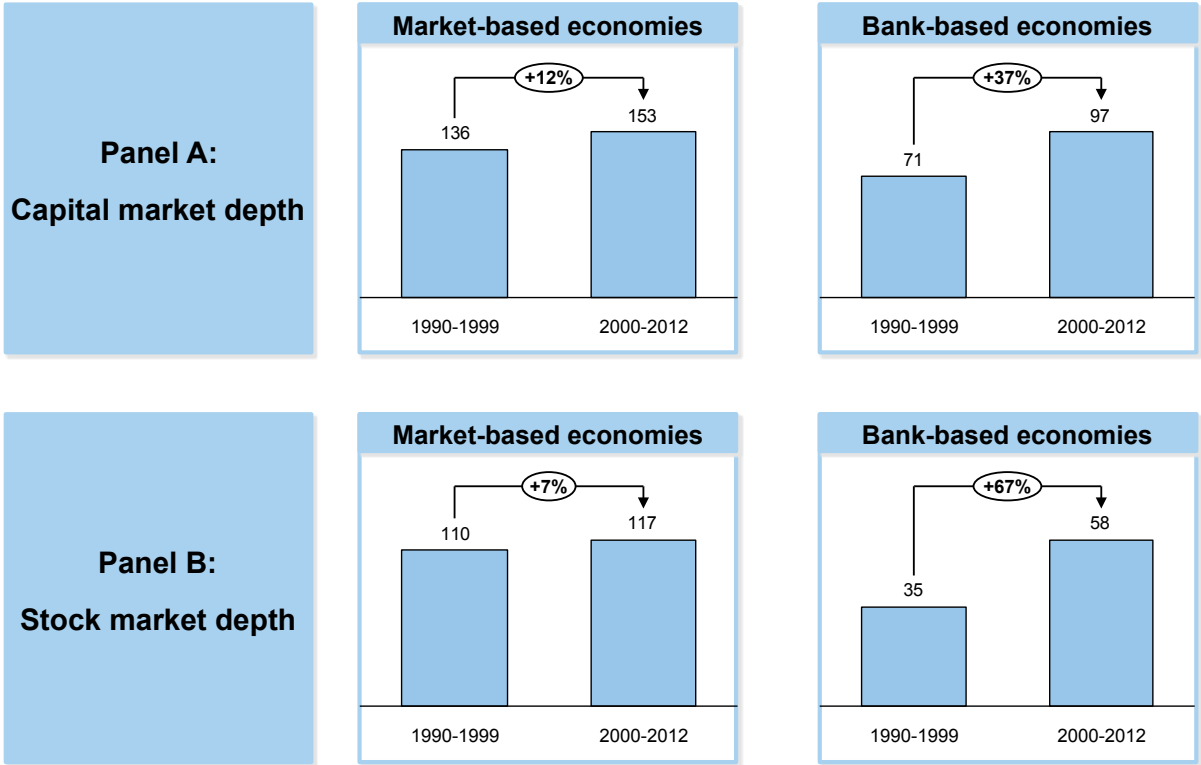 Panel A:
Capital market depth
Market-based economies
+12%
136
153
1990-1999
2000-2012
Bank-based economies
+37%
71
97
1990-1999
2000-2012
Panel B:
Stock market depth
Market-based economies
+7%
110
117
1990-1999
2000-2012
Bank-based economies
+67%
35
58
1990-1999
2000-2012